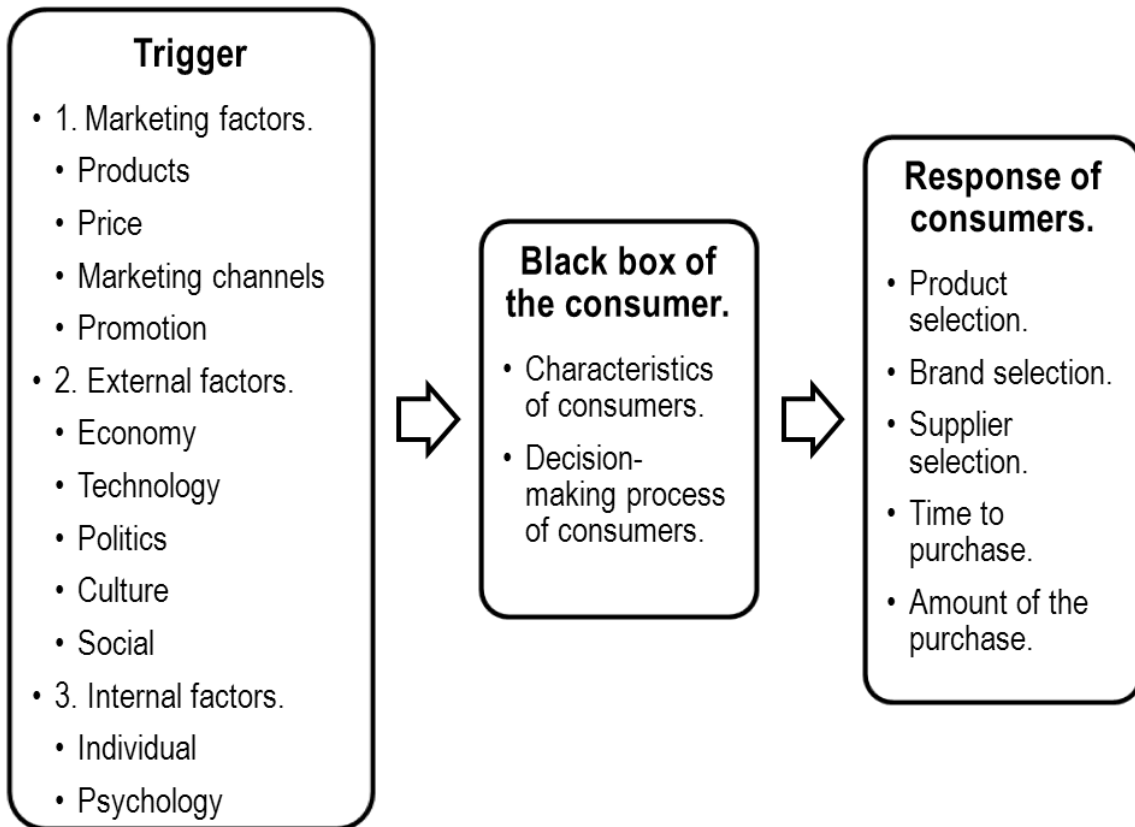 Trigger
• 1. Marketing factors.
• Products
• Price
• Marketing channels
• Promotion
• 2. External factors.
• Economy
• Technology
• Politics
• Culture
• Social
• 3. Internal factors.
• Individual
• Psychology
Black box of
the consumer.
• Characteristics
of consumers.
• Decision-
making process
of consumers.
Response of
consumers.
• Product
selection.
• Brand selection.
• Supplier
selection.
• Time to
purchase.
• Amount of the
purchase.